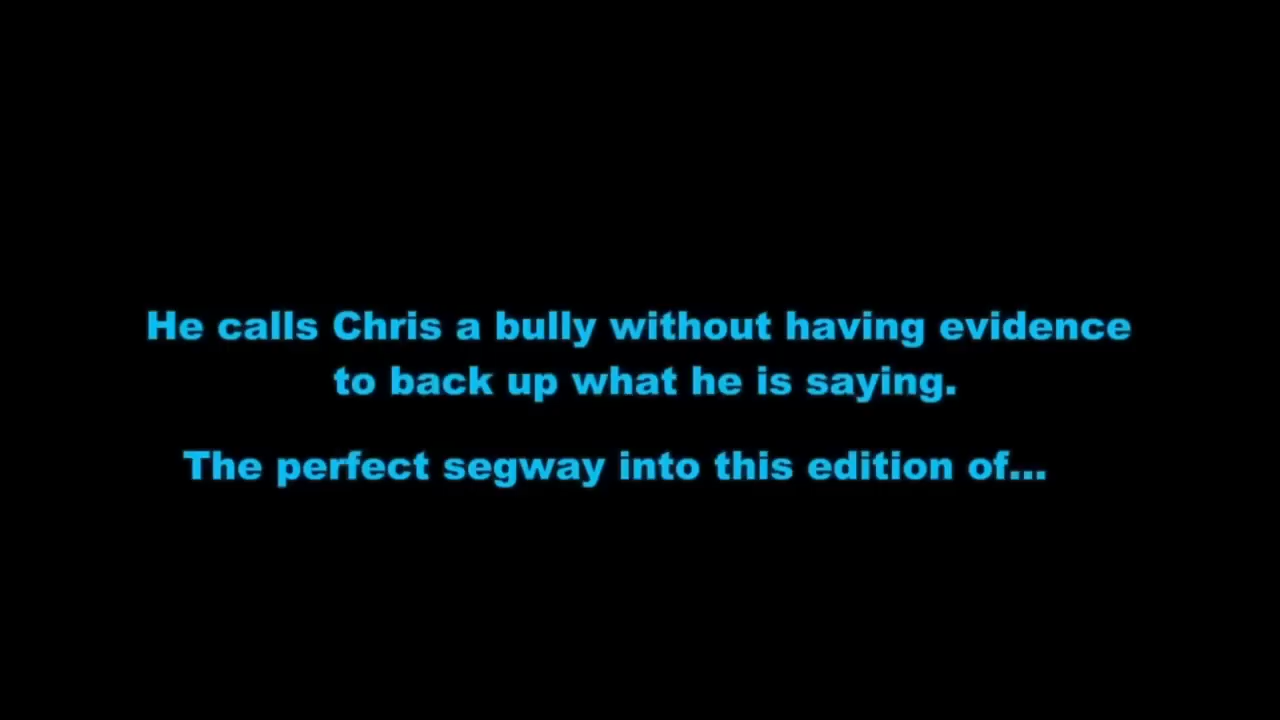 He calls Chris a bully without having evidence
to back up what he is saying.
The perfect segway into this edition of...